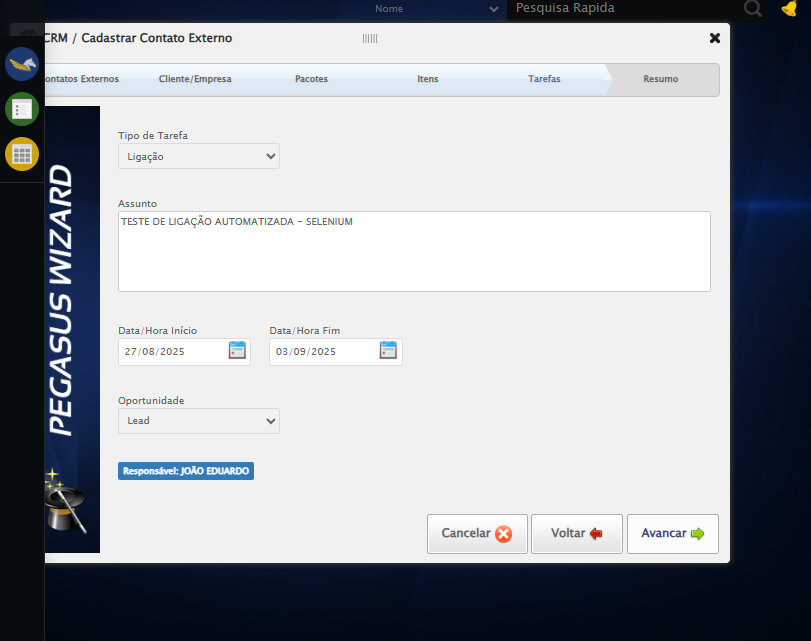 Nome
Pesquisa Rapida
CRM / Cadastrar Contato Externo
ontatos Externos
Cliente/Empresa
Pacotes
Itens
Tarefas
Resumo
PEGASUS WIZARD
Tipo de Tarefa
Ligação
Assunto
TESTE DE LIGAÇÃO AUTOMATIZADA - SELENIUM
Data/Hora Início
Data/Hora Fim
27/08/2025
03/09/2025
Oportunidade
Lead
Responsável: JOÃO EDUARDO
Cancelar
Voltar
Avancar